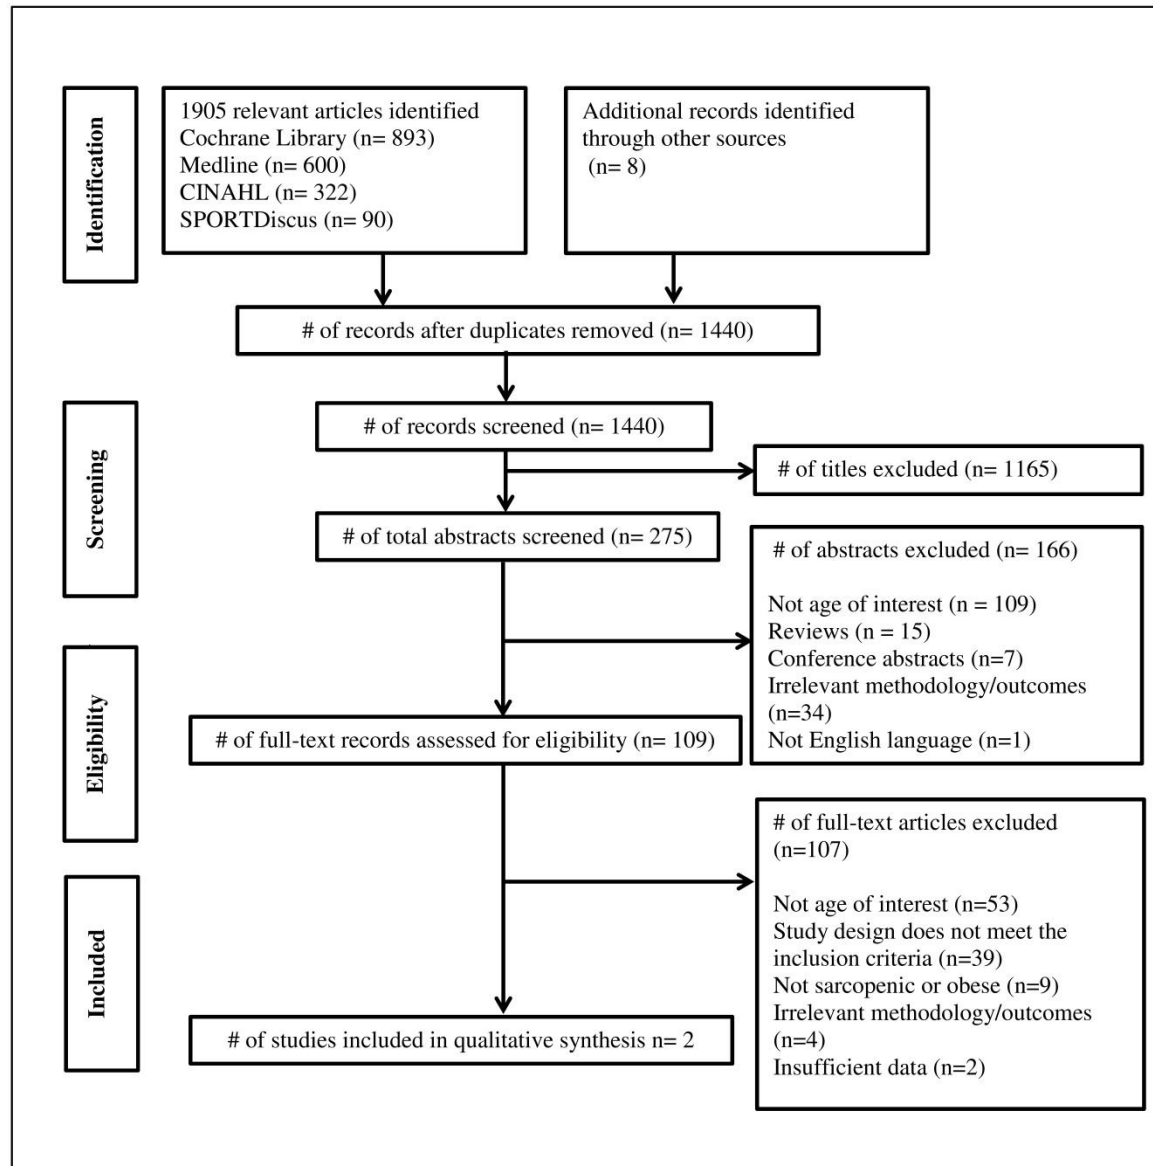 Identification
1905 relevant articles identified
Cochrane Library (n= 893)
Medline (n= 600)
CINAHL (n= 322)
SPORTDiscus (n= 90)
Additional records identified
through other sources
(n= 8)
# of records after duplicates removed (n= 1440)
Screening
# of records screened (n= 1440)
# of titles excluded (n= 1165)
# of total abstracts screened (n= 275)
# of abstracts excluded (n= 166)
Not age of interest (n = 109)
Reviews (n = 15)
Conference abstracts (n=7)
Irrelevant methodology/outcomes
(n=34)
Not English language (n=1)
Eligibility
# of full-text records assessed for eligibility (n= 109)
# of full-text articles excluded
(n=107)
Not age of interest (n=53)
Study design does not meet the
inclusion criteria (n=39)
Not sarcopenic or obese (n=9)
Irrelevant methodology/outcomes
(n=4)
Insufficient data (n=2)
Included
# of studies included in qualitative synthesis n= 2